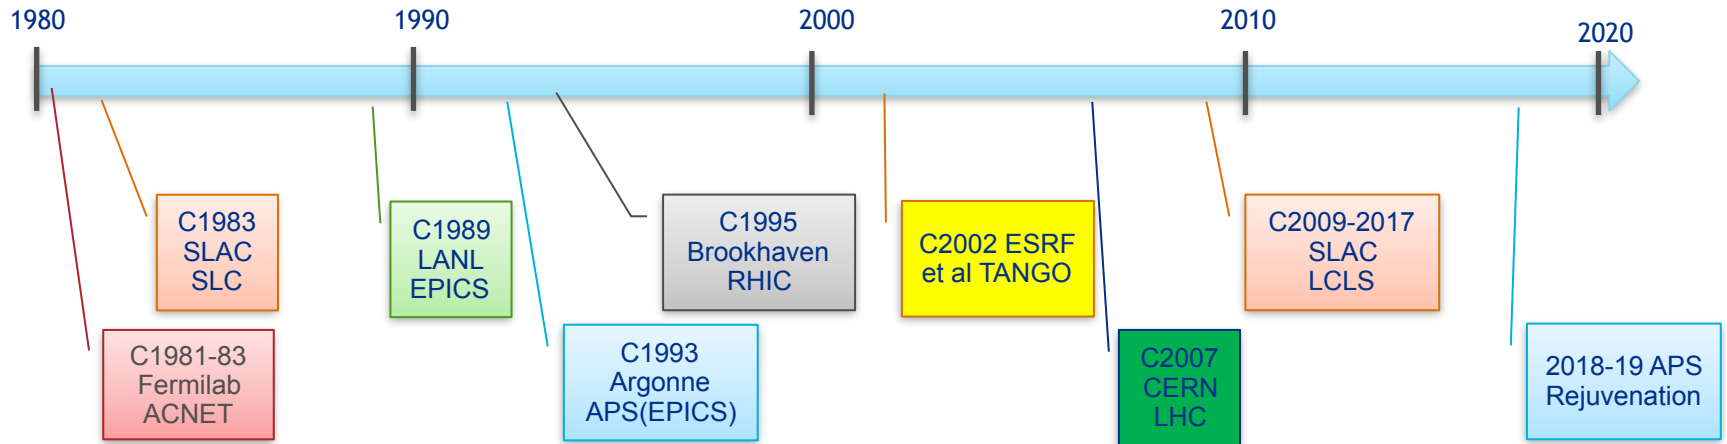 1980
1990
2000
2010
2020
C1983
SLAC
SLC
C1989
LANL
EPICS
C1995
Brookhaven
RHIC
C2002 ESRF
et al TANGO
C2009-2017
SLAC
LCLS
C1981-83
Fermilab
ACNET
C1993
Argonne
APS(EPICS)
C2007
CERN
LHC
2018-19 APS
Rejuvenation